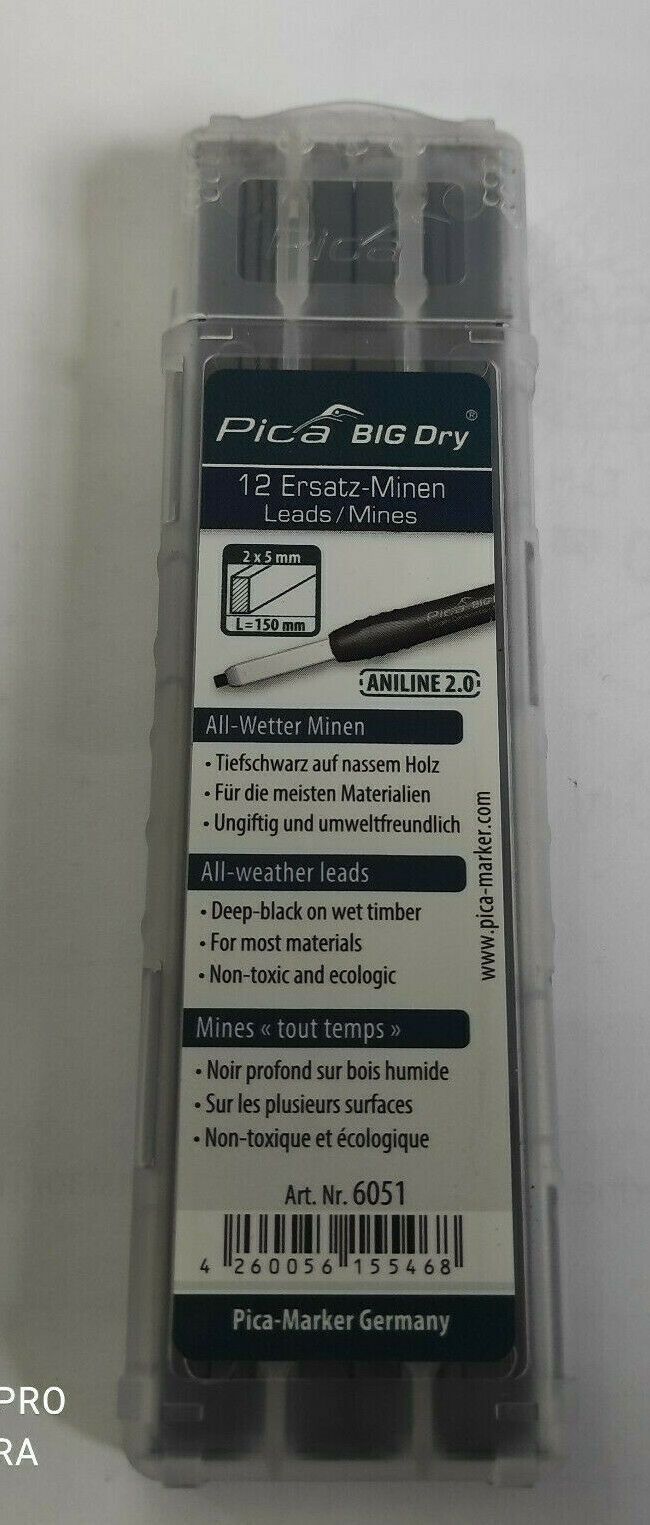 Pica
Pica BIG Dry®
12 Ersatz-Minen
Leads / Mines
2 x 5 mm
L = 150 mm
Pica BIG
ANILINE 2.0
All-Wetter Minen
• Tiefschwarz auf nassem Holz
• Für die meisten Materialien
• Ungiftig und umweltfreundlich
All-weather leads
• Deep-black on wet timber
• For most materials
• Non-toxic and ecologic
www.pica-marker.com
Mines « tout temps »
• Noir profond sur bois humide
• Sur les plusieurs surfaces
• Non-toxique et écologique
Art. Nr. 6051
4 260056 155468
Pica-Marker Germany
PRO
RA